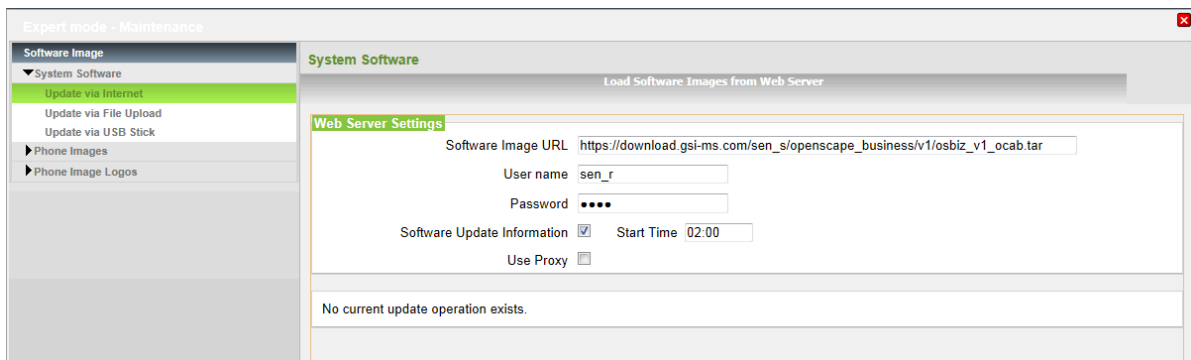 Expert mode - Maintenance
Software Image
System Software
Update via Internet
Update via File Upload
Update via USB Stick
Phone Images
Phone Image Logos
System Software
Load Software Images from Web Server
Web Server Settings
Software Image URL https://download.gsi-ms.com/sen_s/openscape_business/v1/osbiz_v1_ocab.tar
User name sen_r
Password ••••
Software Update Information Start Time 02:00
Use Proxy
No current update operation exists.